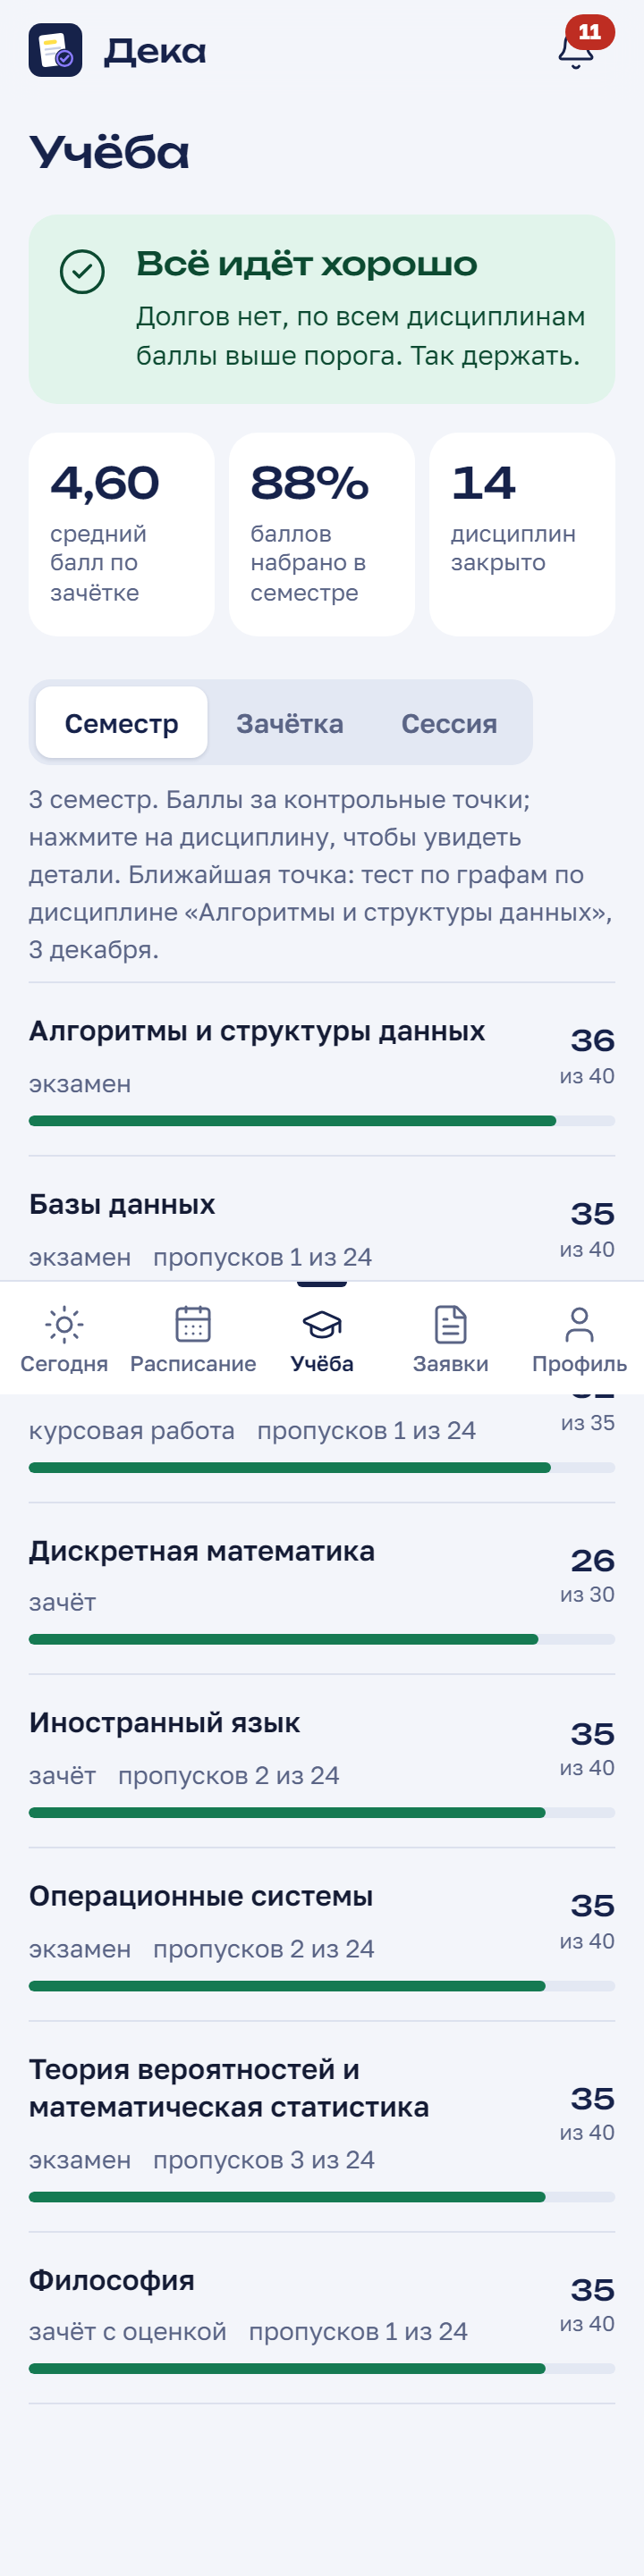 Дека
11
Учёба
Всё идёт хорошо
Долгов нет, по всем дисциплинам
баллы выше порога. Так держать.
4,60
средний
балл по
зачётке
88%
баллов
набрано в
семестре
14
дисциплин
закрыто
Семестр Зачётка Сессия
3 семестр. Баллы за контрольные точки;
нажмите на дисциплину, чтобы увидеть
детали. Ближайшая точка: тест по графам по
дисциплине «Алгоритмы и структуры данных»,
3 декабря.
Алгоритмы и структуры данных
36
экзамен
из 40
Базы данных
35
экзамен пропусков 1 из 24
из 40
Сегодня Расписание Учёба Заявки Профиль
курсовая работа пропусков 1 из 24
из 35
Дискретная математика
26
зачёт
из 30
Иностранный язык
35
зачёт пропусков 2 из 24
из 40
Операционные системы
35
экзамен пропусков 2 из 24
из 40
Теория вероятностей и
математическая статистика
35
экзамен пропусков 3 из 24
из 40
Философия
35
зачёт с оценкой пропусков 1 из 24
из 40